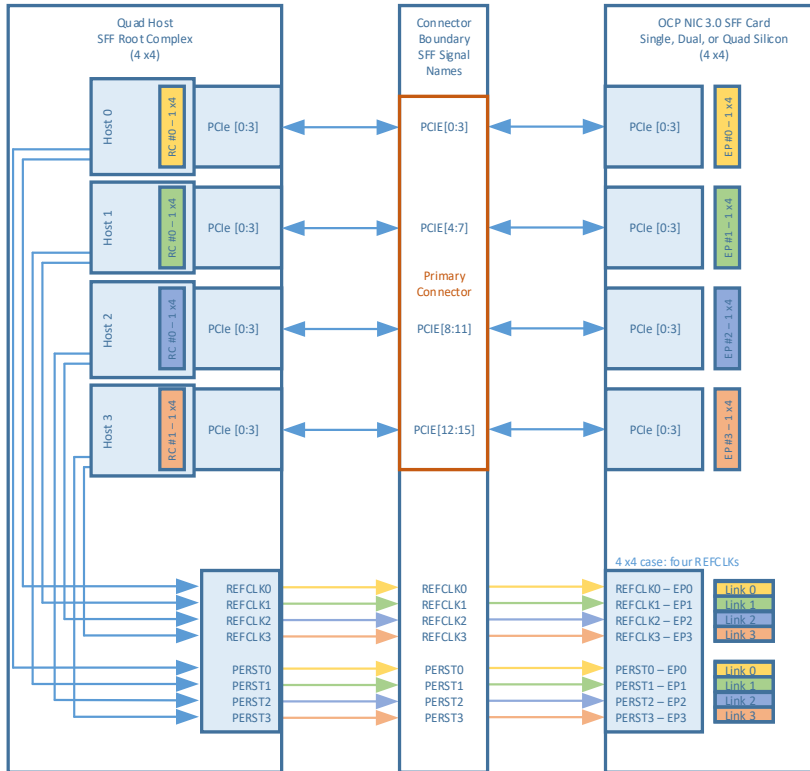 Quad Host
SFF Root Complex
(4 x4)
Connector
Boundary
SFF Signal
Names
OCP NIC 3.0 SFF Card
Single, Dual, or Quad Silicon
(4 x4)
Host 0
RC #0 – 1 x4
PCIe [0:3]
PCIE[0:3]
PCIe [0:3]
EP #0 – 1 x4
Host 1
RC #0 – 1 x4
PCIe [0:3]
PCIE[4:7]
PCIe [0:3]
EP #1 – 1 x4
Primary
Connector
Host 2
RC #0 – 1 x4
PCIe [0:3]
PCIE[8:11]
PCIe [0:3]
EP #2 – 1 x4
Host 3
RC #1 – 1 x4
PCIe [0:3]
PCIE[12:15]
PCIe [0:3]
EP #3 – 1 x4
4 x4 case: four REFCLKs
REFCLK0
REFCLK1
REFCLK2
REFCLK3
PERST0
PERST1
PERST2
PERST3
REFCLK0
REFCLK1
REFCLK2
REFCLK3
PERST0
PERST1
PERST2
PERST3
REFCLK0 – EP0
REFCLK1 – EP1
REFCLK2 – EP2
REFCLK3 – EP3
PERST0 – EP0
PERST1 – EP1
PERST2 – EP2
PERST3 – EP3
Link 0
Link 1
Link 2
Link 3
Link 0
Link 1
Link 2
Link 3